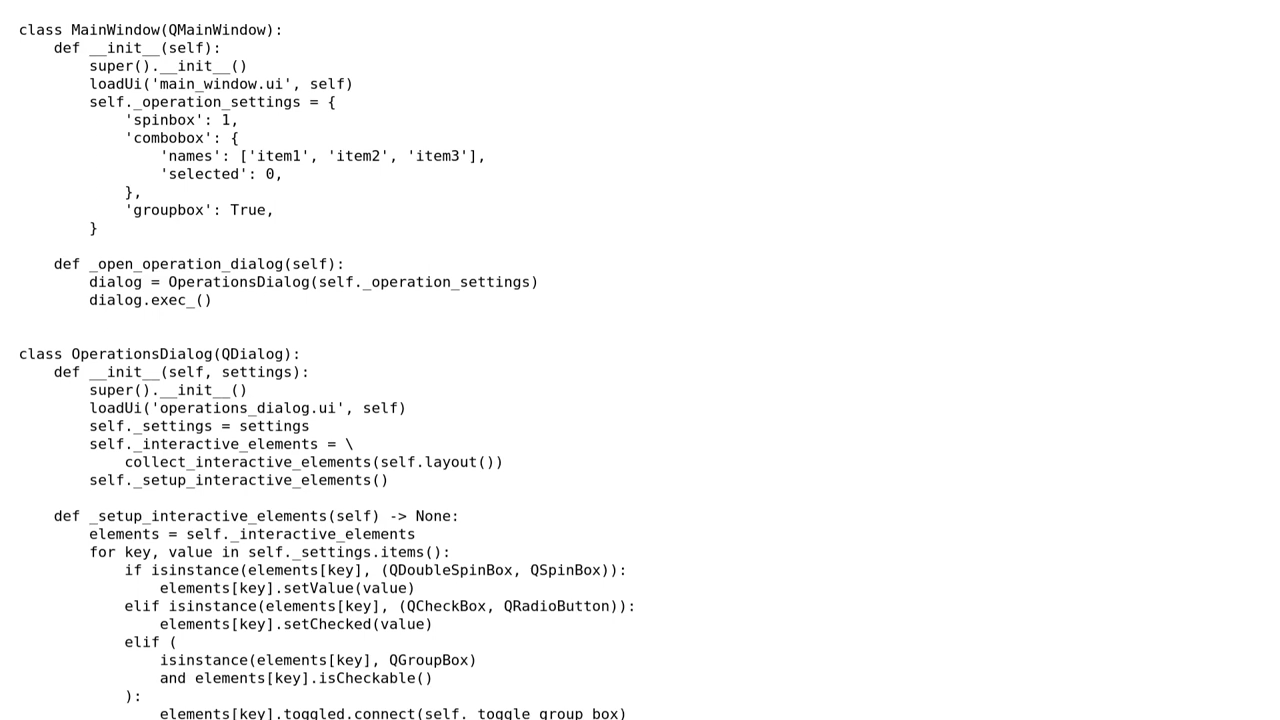 class MainWindow(QMainWindow):
    def __init__(self):
        super().__init__()
        loadUi('main_window.ui', self)
        self._operation_settings = {
            'spinbox': 1,
            'combobox': {
                'names': ['item1', 'item2', 'item3'],
                'selected': 0,
            },
            'groupbox': True,
        }

    def _open_operation_dialog(self):
        dialog = OperationsDialog(self._operation_settings)
        dialog.exec_()


class OperationsDialog(QDialog):
    def __init__(self, settings):
        super().__init__()
        loadUi('operations_dialog.ui', self)
        self._settings = settings
        self._interactive_elements = \
            collect_interactive_elements(self.layout())
        self._setup_interactive_elements()

    def _setup_interactive_elements(self) -> None:
        elements = self._interactive_elements
        for key, value in self._settings.items():
            if isinstance(elements[key], (QDoubleSpinBox, QSpinBox)):
                elements[key].setValue(value)
            elif isinstance(elements[key], (QCheckBox, QRadioButton)):
                elements[key].setChecked(value)
            elif (
                isinstance(elements[key], QGroupBox)
                and elements[key].isCheckable()
            ):
                elements[key].toggled.connect(self._toggle_group_box)